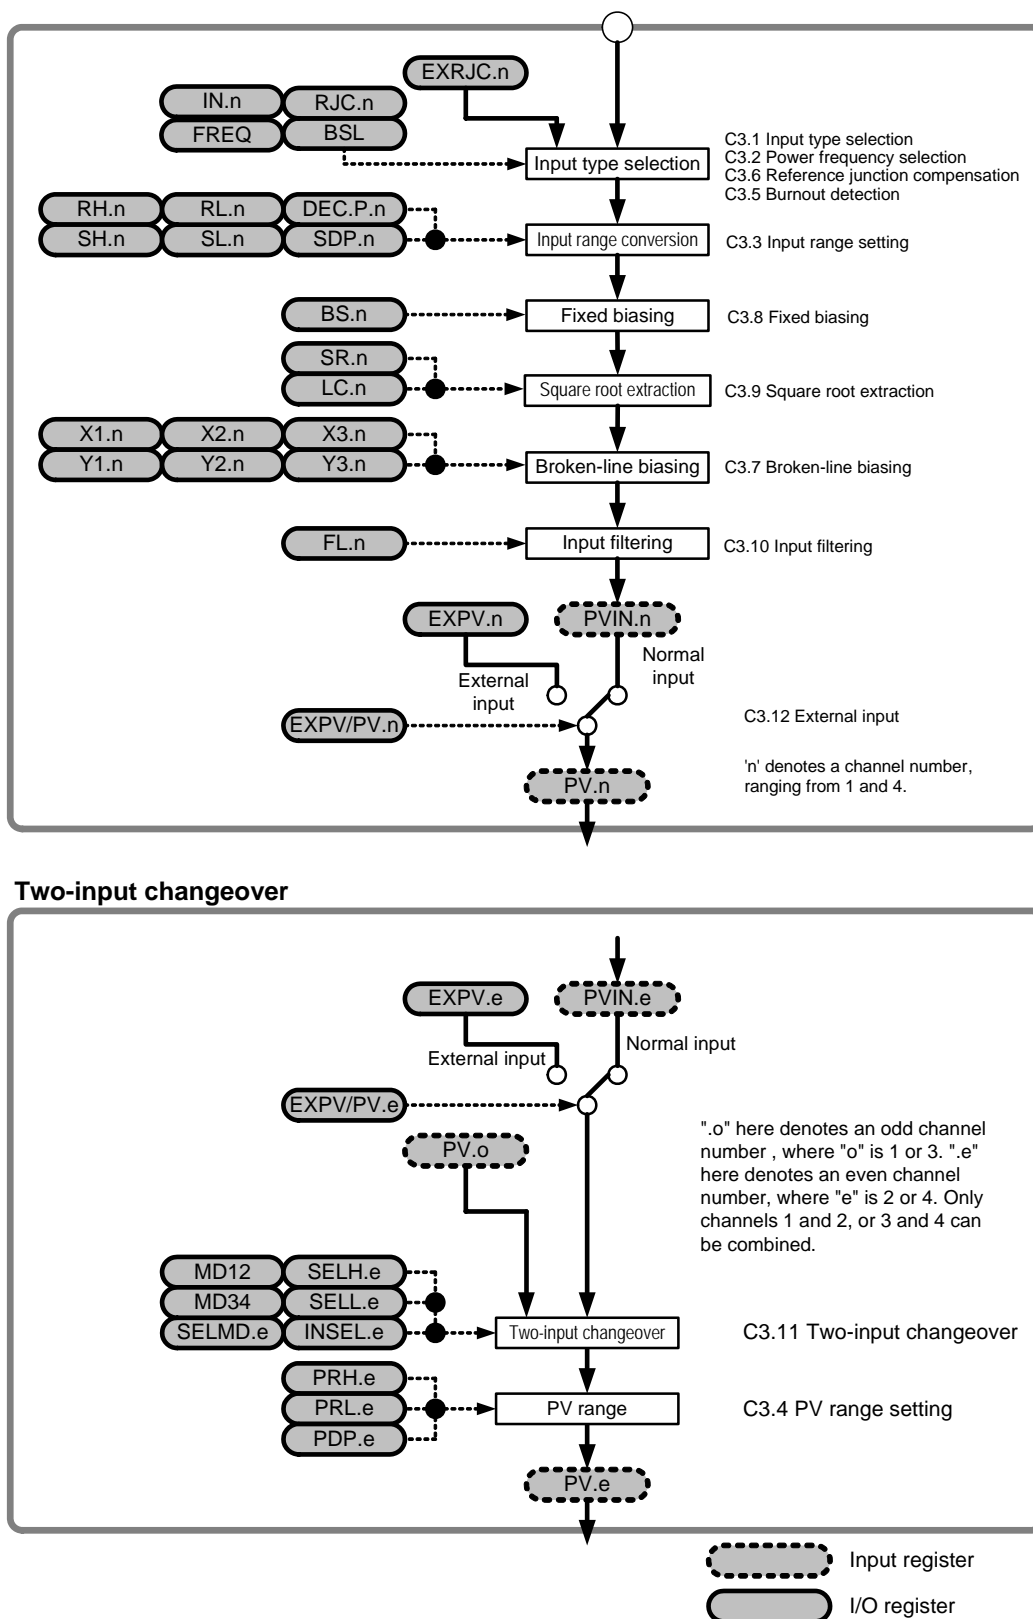 EXRJC.n
IN.n
RJC.n
FREQ
BSL
Input type selection
C3.1 Input type selection
C3.2 Power frequency selection
C3.6 Reference junction compensation
C3.5 Burnout detection
RH.n
RL.n
DEC.P.n
SH.n
SL.n
SDP.n
Input range conversion
C3.3 Input range setting
BS.n
Fixed biasing
C3.8 Fixed biasing
SR.n
LC.n
Square root extraction
C3.9 Square root extraction
X1.n
X2.n
X3.n
Y1.n
Y2.n
Y3.n
Broken-line biasing
C3.7 Broken-line biasing
FL.n
Input filtering
C3.10 Input filtering
EXPV.n
PVIN.n
External
input
Normal
input
EXPV/PV.n
C3.12 External input
PV.n
'n' denotes a channel number,
ranging from 1 and 4.
Two-input changeover
EXPV.e
PVIN.e
External input
Normal input
EXPV/PV.e
PV.o
".o" here denotes an odd channel
number , where "o" is 1 or 3. ".e"
here denotes an even channel
number, where "e" is 2 or 4. Only
channels 1 and 2, or 3 and 4 can
be combined.
MD12
SELH.e
MD34
SELL.e
SELMD.e
INSEL.e
Two-input changeover
C3.11 Two-input changeover
PRH.e
PRL.e
PDP.e
PV range
C3.4 PV range setting
PV.e
Input register
I/O register